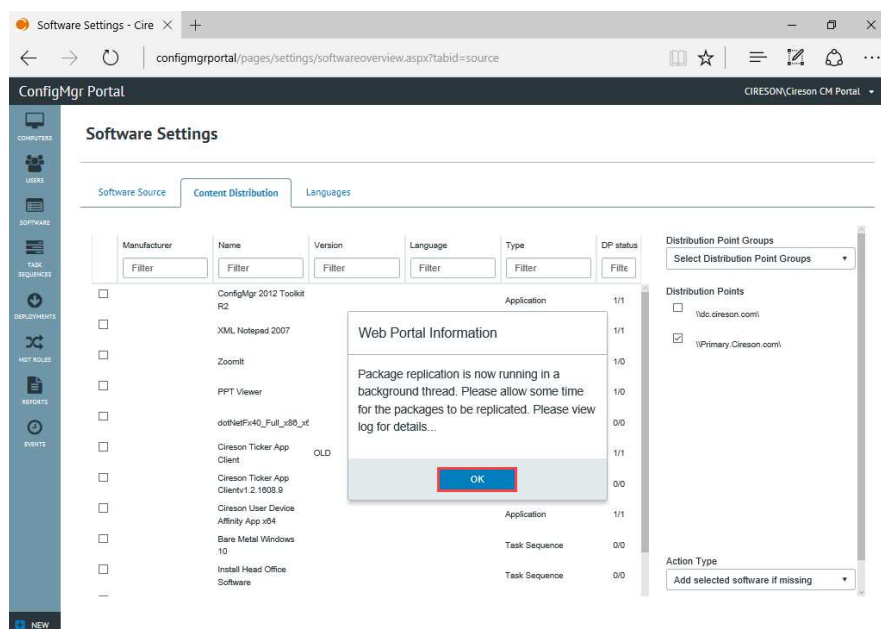 Software Settings - Cire
configmgrportal/pages/settings/softwareoverview.aspx?tabid=source
ConfigMgr Portal
CIRESON\Cireson CM Portal
COMPUTERS
USERS
SOFTWARE
TASK SEQUENCES
DEPLOYMENTS
MGT ROLES
REPORTS
EVENTS
NEW
Software Settings
Software Source Content Distribution Languages
Manufacturer Name Version Language Type DP status
Filter Filter Filter Filter Filter Filte
ConfigMgr 2012 Toolkit R2 Application 1/1
XML Notepad 2007 1/1
ZoomIt 1/0
PPT Viewer 1/0
dotNetFx40_Full_x86_x6 0/0
Cireson Ticker App Client OLD 1/1
Cireson Ticker App Clientv1.2.1608.9 0/0
Cireson User Device Affinity App x64 Application 1/1
Bare Metal Windows 10 Task Sequence 0/0
Install Head Office Software Task Sequence 0/0
Web Portal Information
Package replication is now running in a
background thread. Please allow some time
for the packages to be replicated. Please view
log for details...
OK
Distribution Point Groups
Select Distribution Point Groups
Distribution Points
\\dc.cireson.com\
\\Primary.Cireson.com\
Action Type
Add selected software if missing